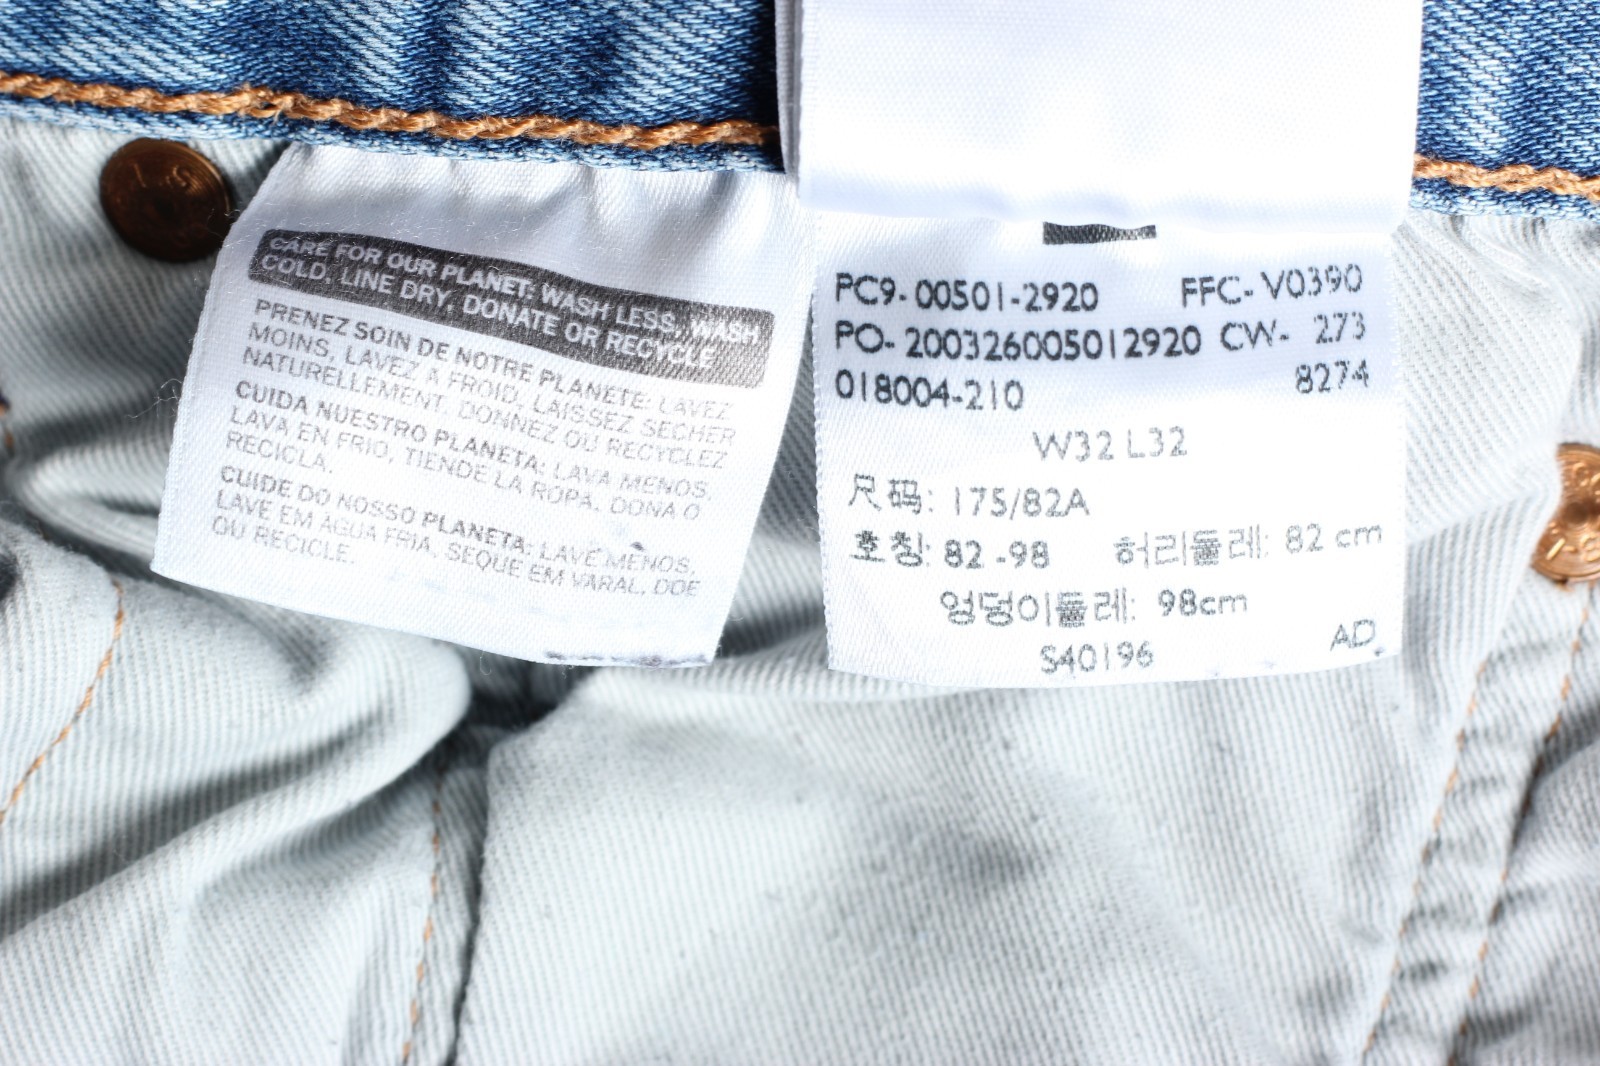 CARE FOR OUR PLANET: WASH LESS, WASH
COLD, LINE DRY, DONATE OR RECYCLE
PRENEZ SOIN DE NOTRE PLANETE: LAVEZ
MOINS, LAVEZ À FROID, LAISSEZ SECHER
NATURELLEMENT, DONNEZ OU RECYCLEZ
CUIDA NUESTRO PLANETA: LAVA MENOS,
LAVA EN FRIO, TIENDE LA ROPA, DONA O
RECICLA.
CUIDE DO NOSSO PLANETA: LAVE MENOS,
LAVE EM AGUA FRIA, SEQUE EM VARAL, DOE
OU RECICLE.
PC9-00501-2920 FFC-V0390
PO-200326005012920 CW- 273
018004-210 8274
W32 L32
尺码: 175/82A
호칭: 82-98 허리둘레: 82 cm
엉덩이둘레: 98cm
S40196 AD